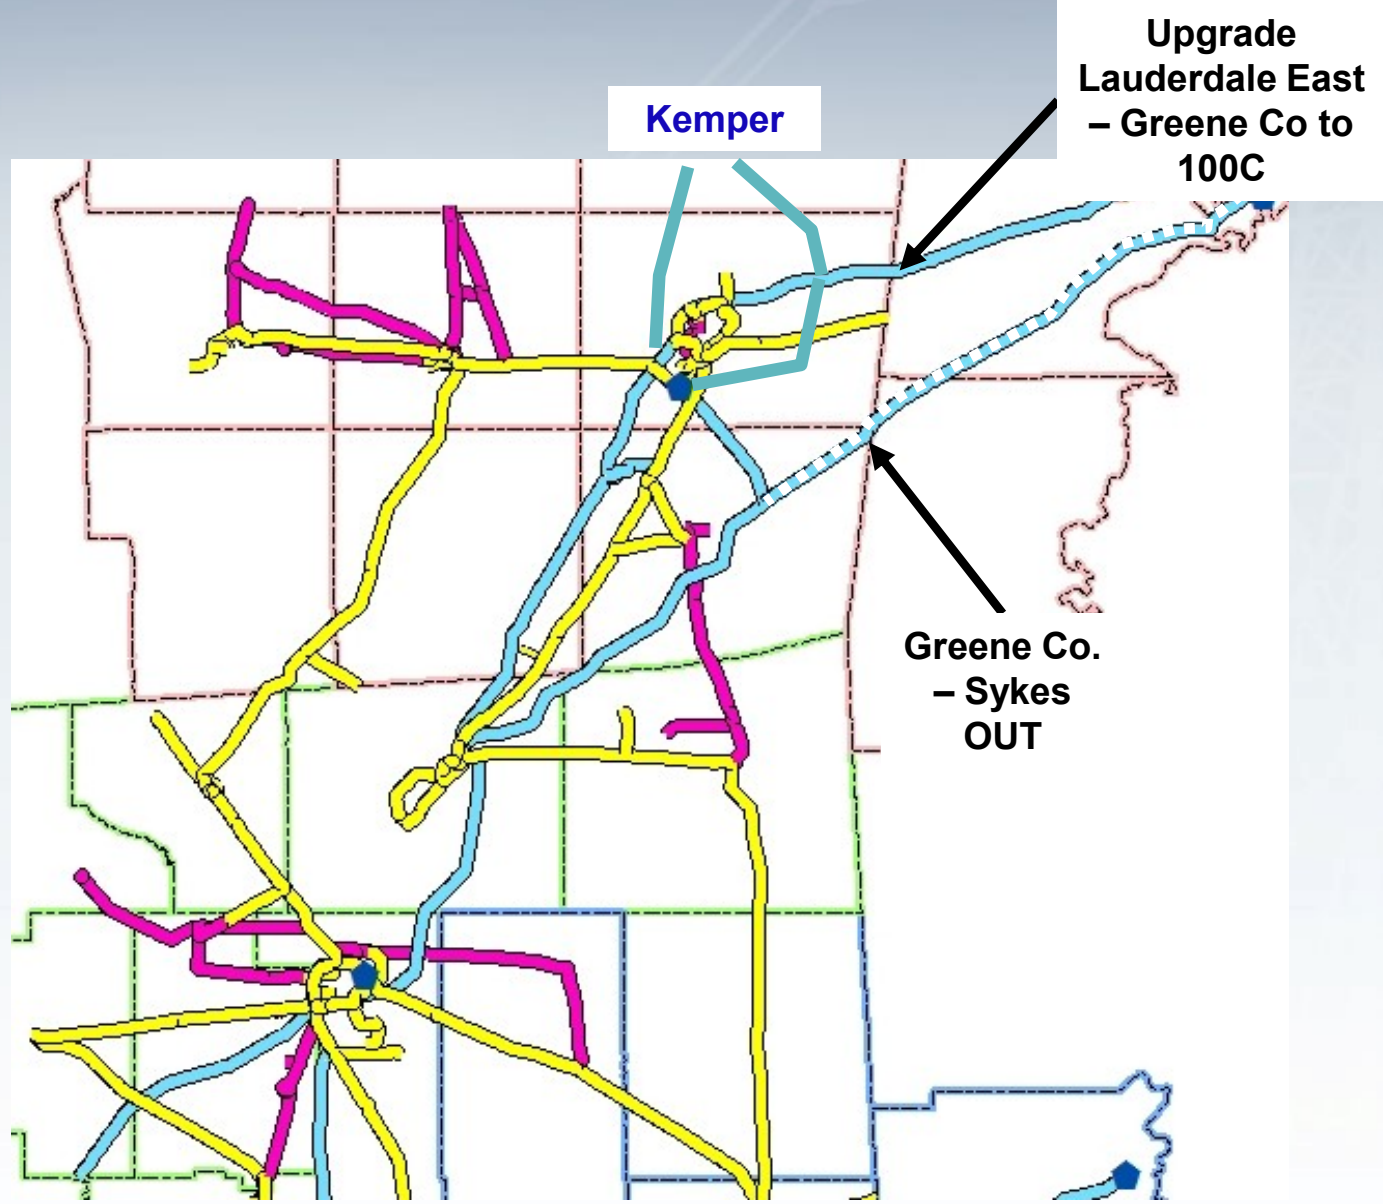 Upgrade
Lauderdale East
– Greene Co to
100C
Kemper
Greene Co.
– Sykes
OUT